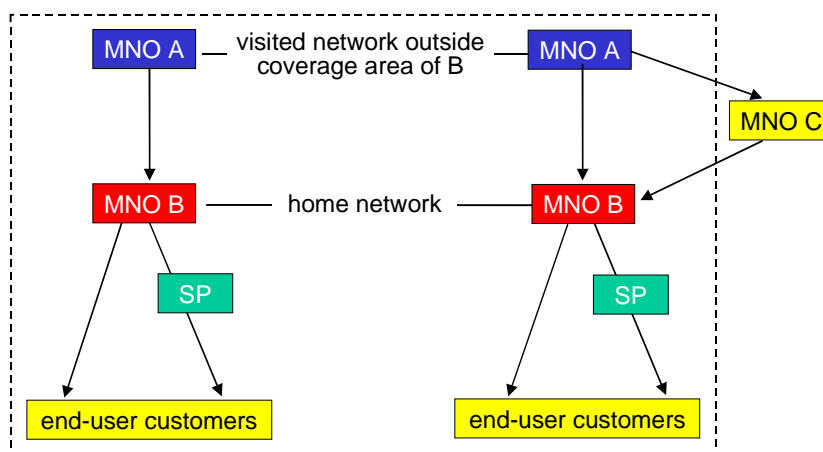 MNO A
visited network outside
coverage area of B
MNO A
MNO C
MNO B
home network
MNO B
SP
SP
end-user customers
end-user customers